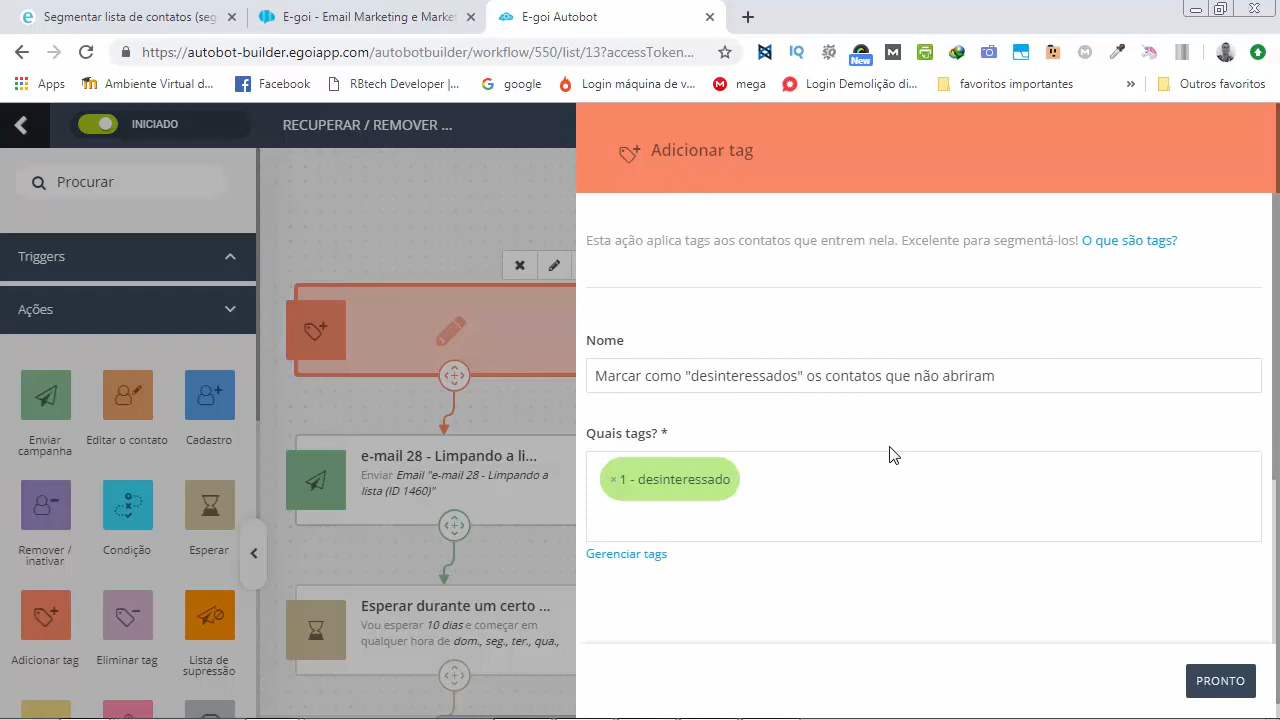 Segmentar lista de contatos (seg
E-goi - Email Marketing e Marke
E-goi Autobot
https://autobot-builder.egoiapp.com/autobotbuilder/workflow/550/list/13?accessToken...
New
Apps
Ambiente Virtual d...
Facebook
RBtech Developer |...
google
Login máquina de v...
mega
Login Demolição di...
favoritos importantes
»
Outros favoritos
INICIADO
RECUPERAR / REMOVER ...
Adicionar tag
Procurar
Esta ação aplica tags aos contatos que entrem nela. Excelente para segmentá-los! O que são tags?
Triggers
Ações
Nome
Marcar como "desinteressados" os contatos que não abriram
Quais tags? *
× 1 - desinteressado
Gerenciar tags
Enviar campanha
Editar o contato
Cadastro
Remover / inativar
Condição
Esperar
Adicionar tag
Eliminar tag
Lista de supressão
e-mail 28 - Limpando a li...
Enviar Email "e-mail 28 - Limpando a
lista (ID 1460)"
Esperar durante um certo ...
Vou esperar 10 dias e começar em
qualquer hora de dom., seg., ter., qua.,
PRONTO